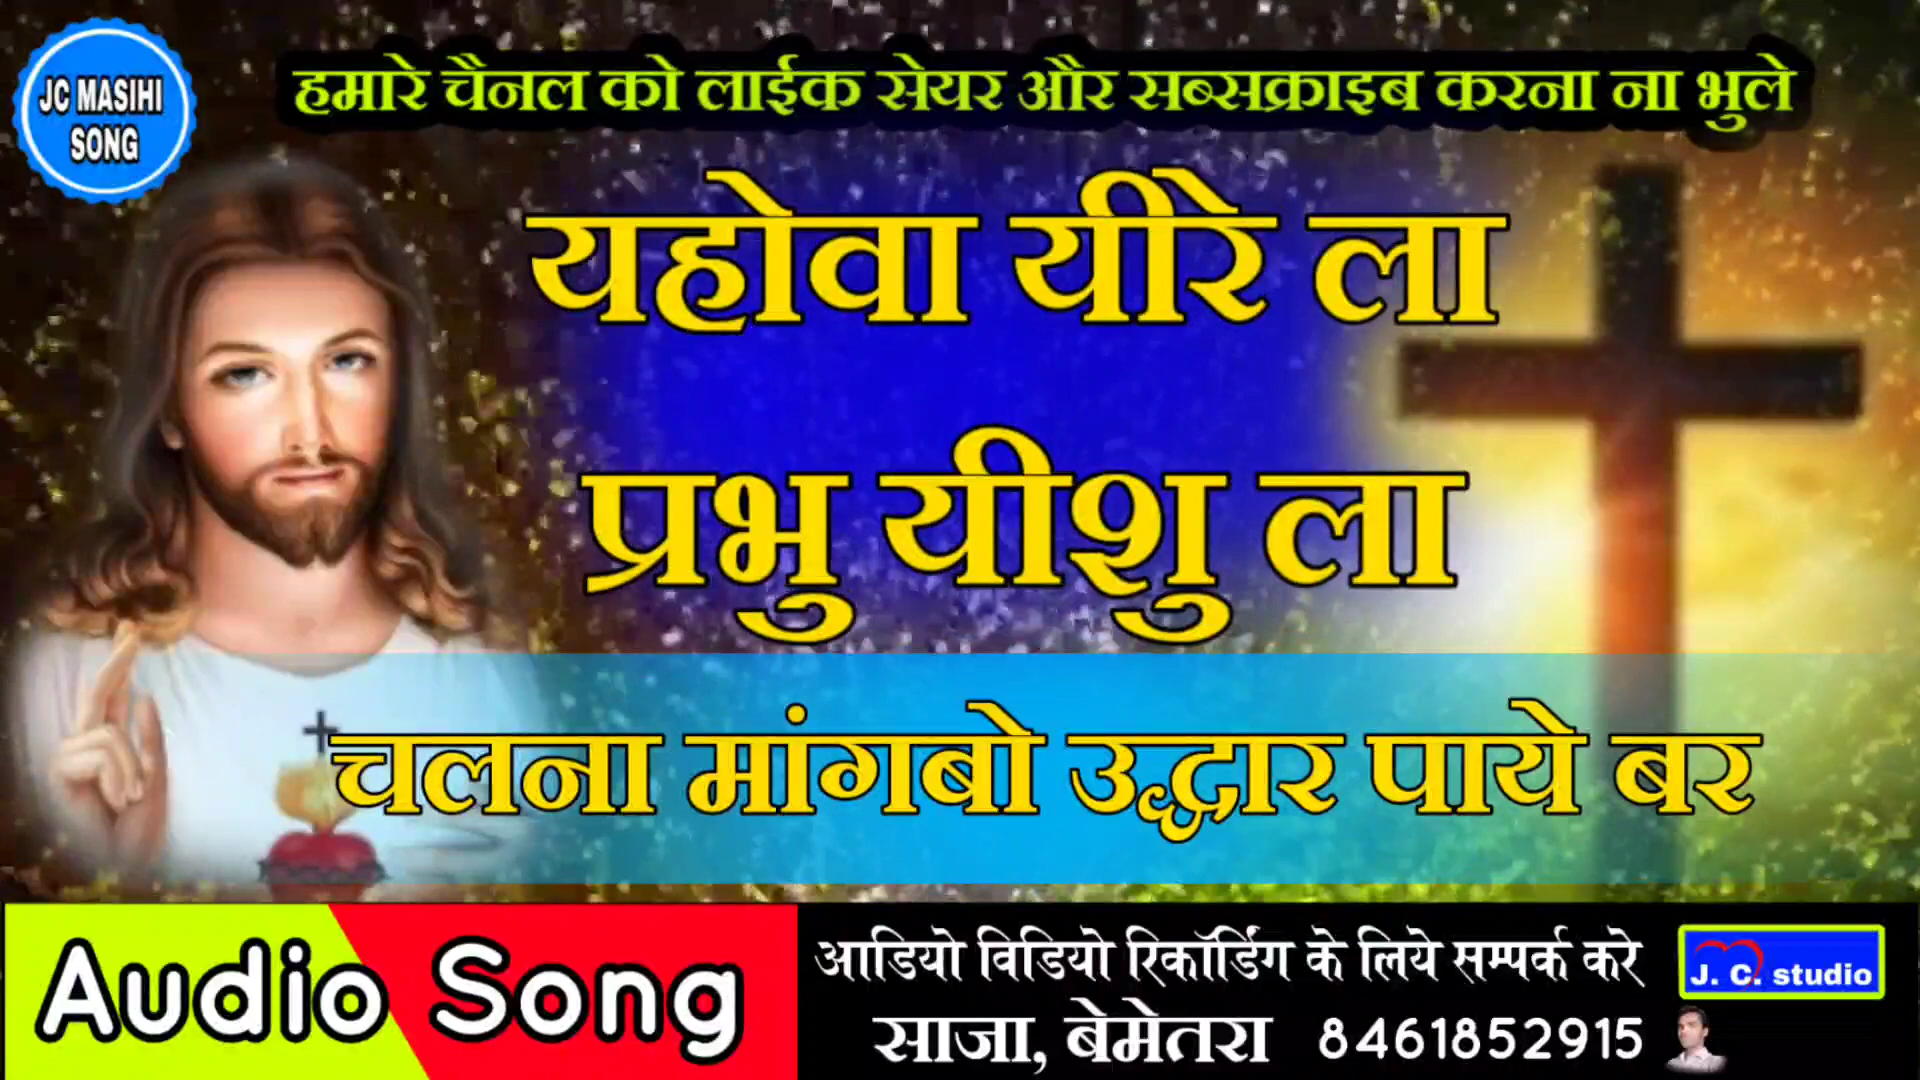 JC MASIHI
SONG
हमारे चैनल को लाईक सेयर और सब्सक्राइब करना ना भुले
यहोवा यीरे ला
प्रभु यीशु ला
चलना मांगबो उद्धार पाये बर
Audio Song
आडियो विडियो रिकॉर्डिंग के लिये सम्पर्क करे
साजा, बेमेतरा 8461852915
J. C. studio